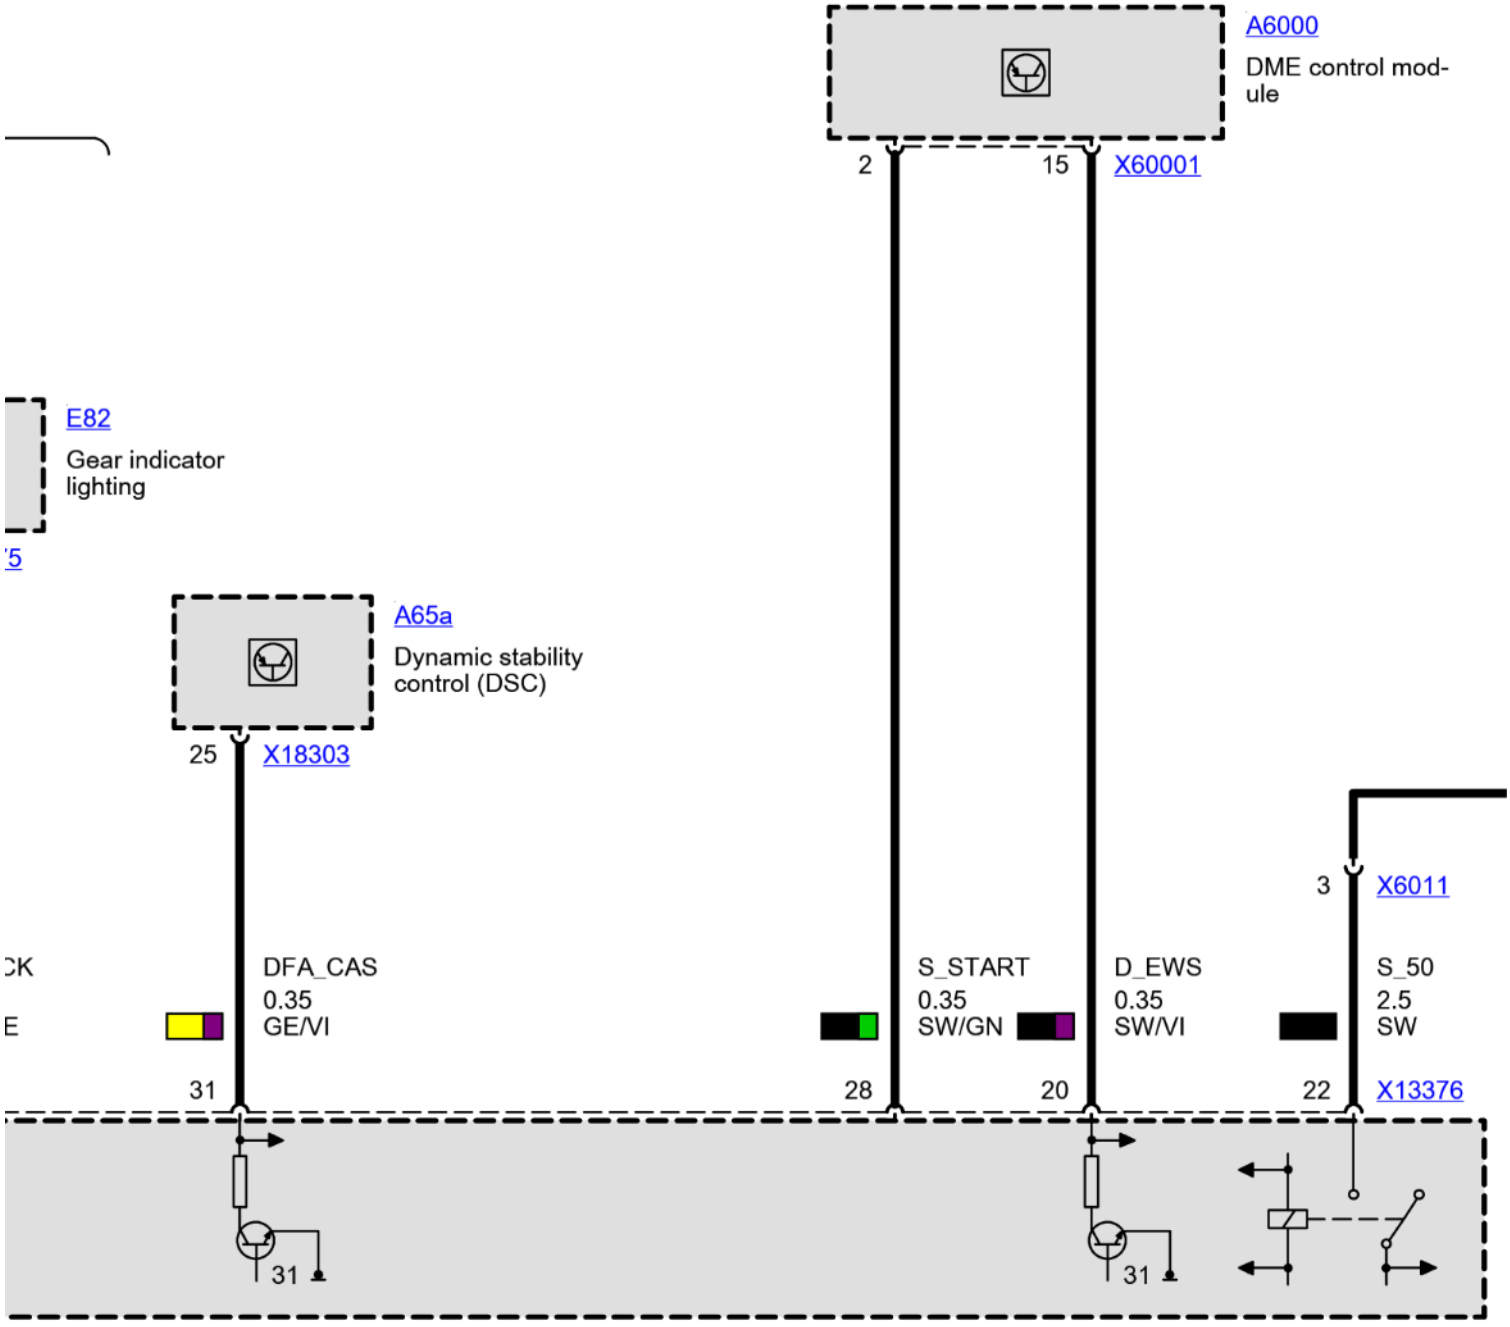 A6000
DME control mod-
ule
2
15
X60001
E82
Gear indicator
lighting
5
A65a
Dynamic stability
control (DSC)
25
X18303
3
X6011
CK
E
DFA_CAS
0.35
GE/VI
S_START
0.35
SW/GN
D_EWS
0.35
SW/VI
S_50
2.5
SW
31
28
20
22
X13376
31
31